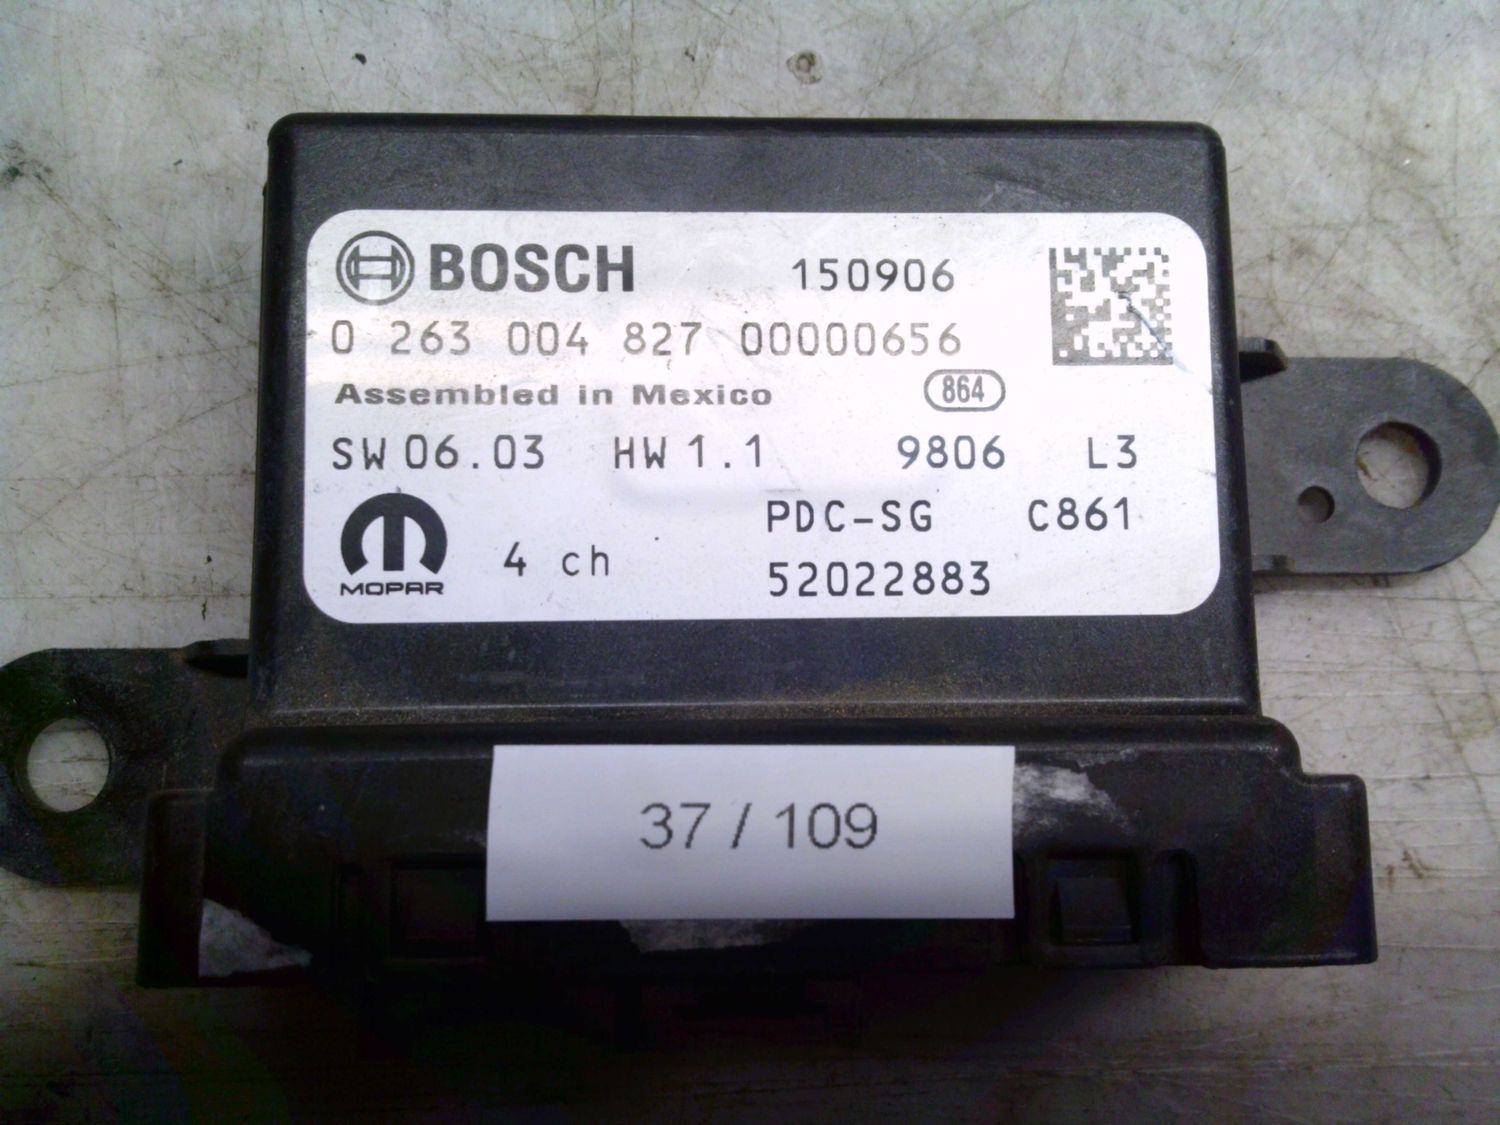 BOSCH 150906
0 263 004 827 00000656
Assembled in Mexico 864
SW 06.03 HW 1.1 9806 L3
PDC-SG C861
MOPAR 4 ch 52022883
37 / 109